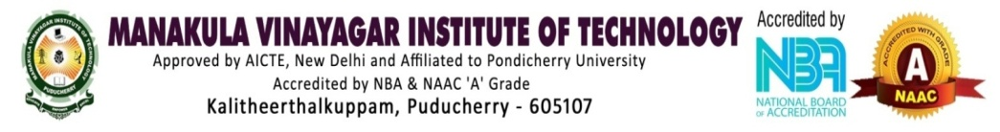 MANAKULA VINAYAGAR INSTITUTE OF TECHNOLOGY
PUDUCHERRY
MANAKULA VINAYAGAR INSTITUTE OF TECHNOLOGY
Approved by AICTE, New Delhi and Affiliated to Pondicherry University
Accredited by NBA & NAAC 'A' Grade
Kalitheerthalkuppam, Puducherry - 605107
Accredited by
NBA
NATIONAL BOARD
OF ACCREDITATION
ACCREDITED WITH GRADE
A
NAAC